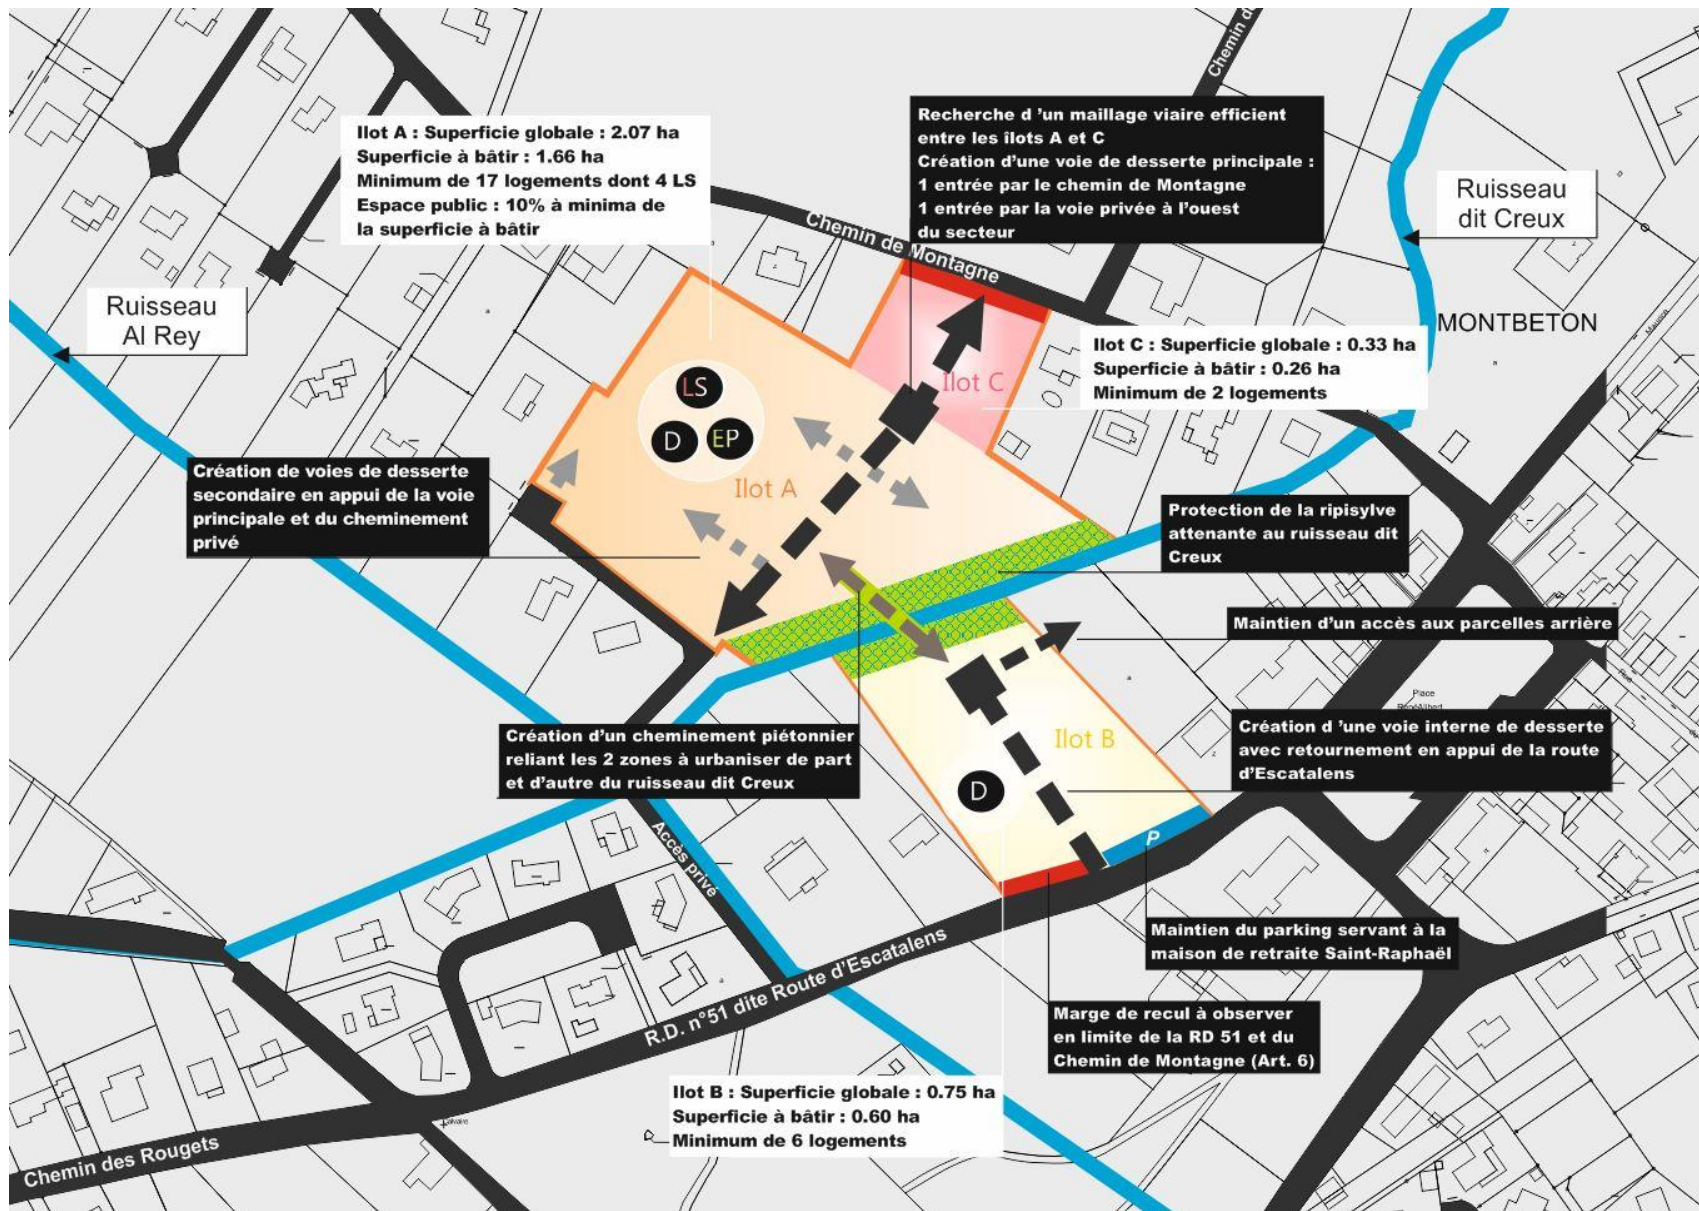 Chemin du
Ilot A : Superficie globale : 2.07 ha
Superficie à bâtir : 1.66 ha
Minimum de 17 logements dont 4 LS
Espace public : 10% à minima de
la superficie à bâtir
Recherche d 'un maillage viaire efficient
entre les îlots A et C
Création d'une voie de desserte principale :
1 entrée par le chemin de Montagne
1 entrée par la voie privée à l'ouest
du secteur
Ruisseau
dit Creux
Chemin de Montagne
Ruisseau
Al Rey
MONTBETON
Ilot C : Superficie globale : 0.33 ha
Superficie à bâtir : 0.26 ha
Minimum de 2 logements
Ilot C
LS
D
EP
Ilot A
Création de voies de desserte
secondaire en appui de la voie
principale et du cheminement
privé
Protection de la ripisylve
attenante au ruisseau dit
Creux
Maintien d'un accès aux parcelles arrière
Place
Création d'un cheminement piétonnier
reliant les 2 zones à urbaniser de part
et d'autre du ruisseau dit Creux
Ilot B
Création d 'une voie interne de desserte
avec retournement en appui de la route
d'Escatalens
D
P
Accès privé
Maintien du parking servant à la
maison de retraite Saint-Raphaël
R.D. n°51 dite Route d'Escatalens
Marge de recul à observer
en limite de la RD 51 et du
Chemin de Montagne (Art. 6)
Ilot B : Superficie globale : 0.75 ha
Superficie à bâtir : 0.60 ha
Minimum de 6 logements
Chemin des Rougets